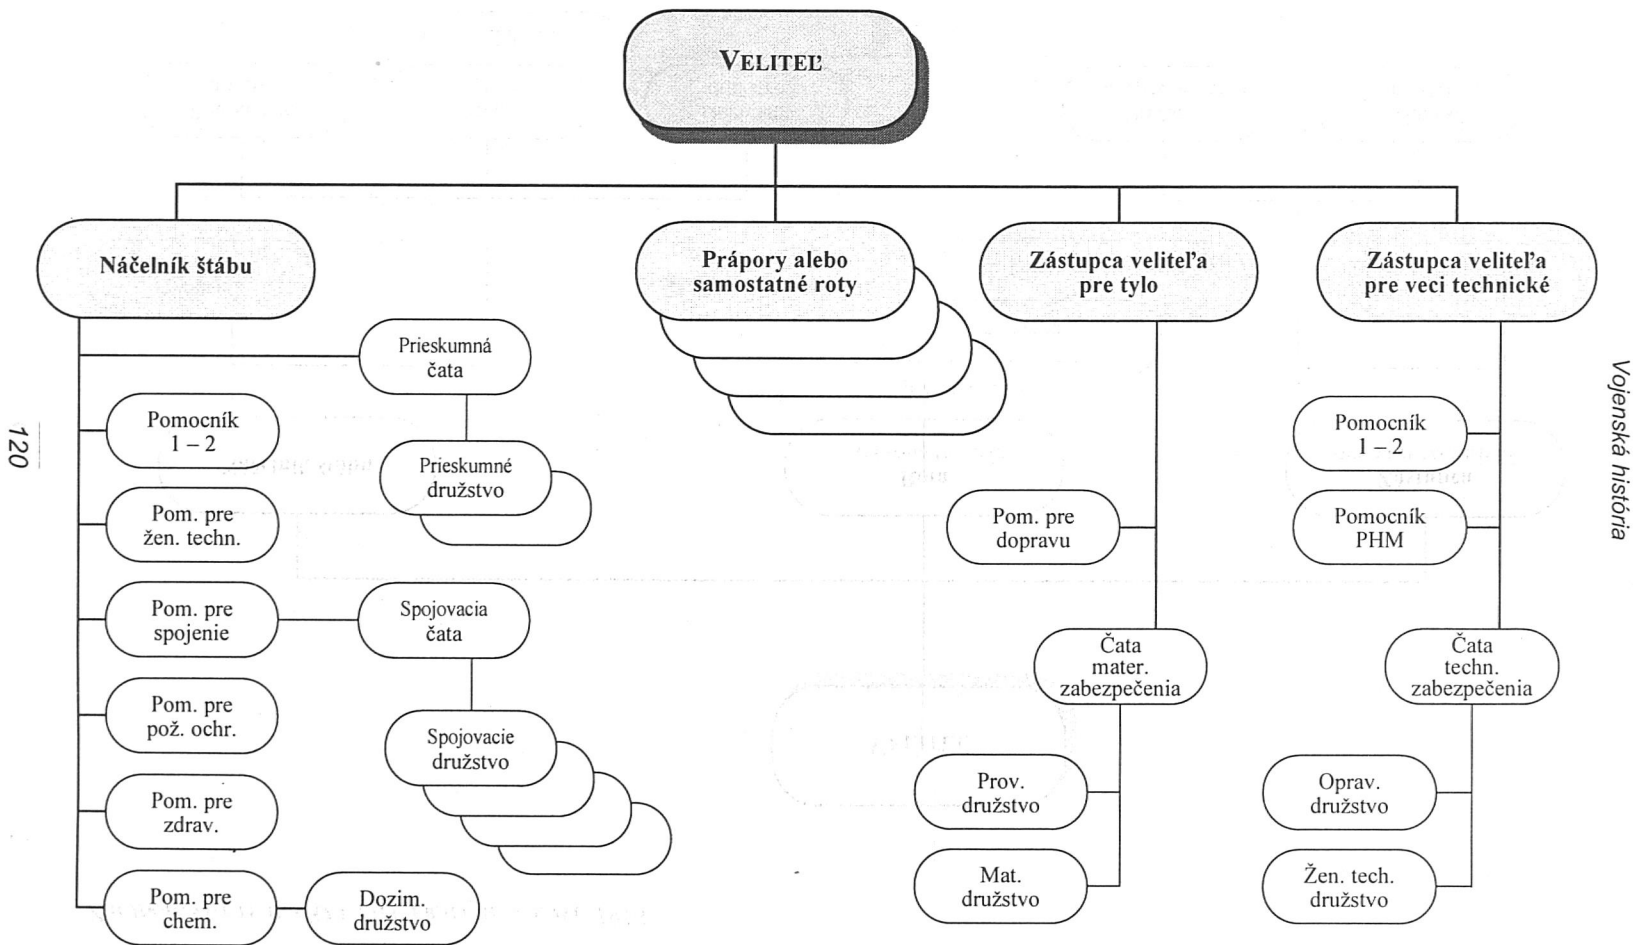 VELITEĽ
Náčelník štábu
Prápory alebo
samostatné roty
Zástupca veliteľa
pre tylo
Zástupca veliteľa
pre veci technické
Prieskumná
čata
Pomocník
1 – 2
Prieskumné
družstvo
Pom. pre
žen. techn.
Pom. pre
spojenie
Spojovacia
čata
Pom. pre
pož. ochr.
Spojovacie
družstvo
Pom. pre
zdrav.
Pom. pre
chem.
Dozim.
družstvo
Pom. pre
dopravu
Čata
mater.
zabezpečenia
Prov.
družstvo
Mat.
družstvo
Pomocník
1 – 2
Pomocník
PHM
Čata
techn.
zabezpečenia
Oprav.
družstvo
Žen. tech.
družstvo
120
Vojenská história